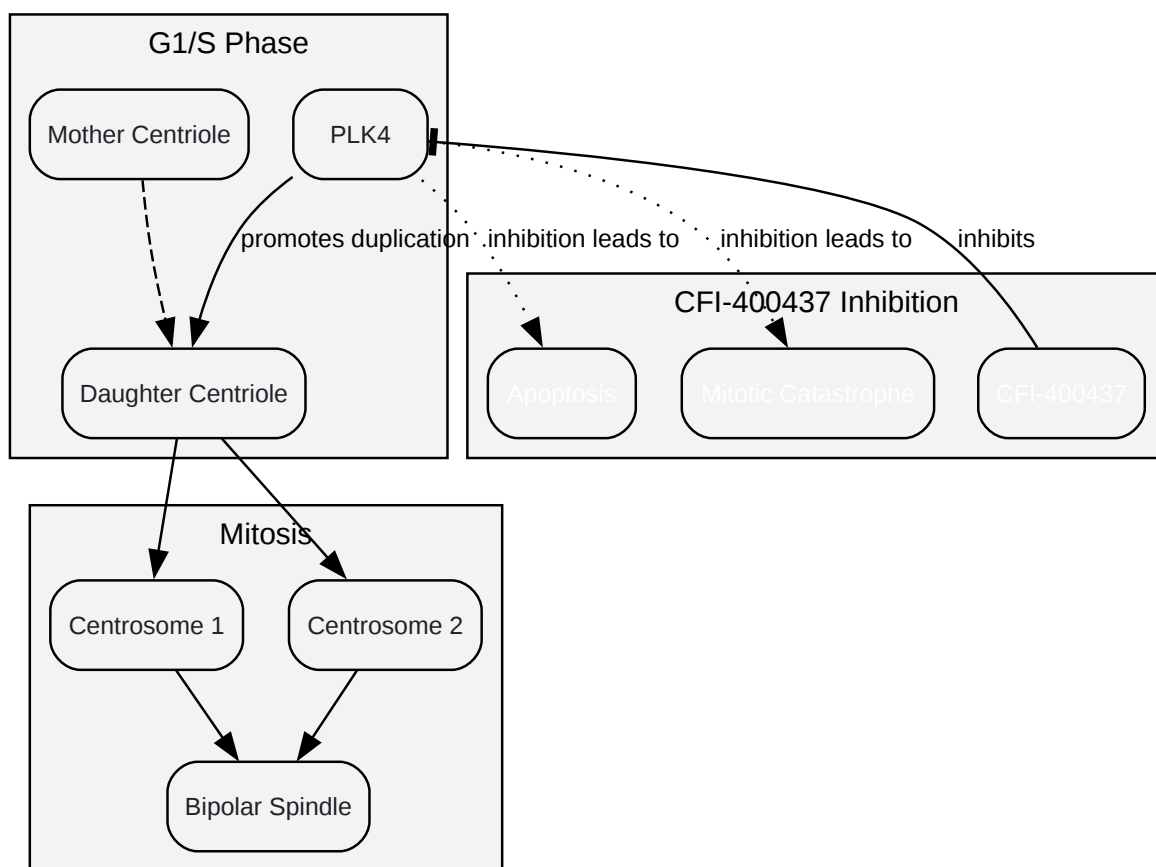 G1/S Phase
Mother Centriole
PLK4
promotes duplication
inhibition leads to
inhibition leads to
inhibits
CFI-400437 Inhibition
Daughter Centriole
Apoptosis
Mitotic Catastrophe
CFI-400437
Mitosis
Centrosome 1
Centrosome 2
Bipolar Spindle